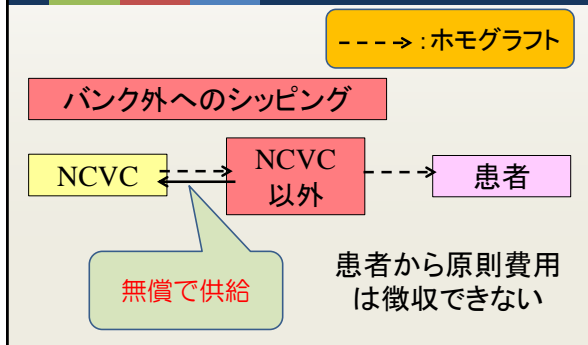 ---->:ホモグラフト
バンク外へのシッピング
NCVC
NCVC
以外
患者
無償で供給
患者から原則費用
は徴収できない